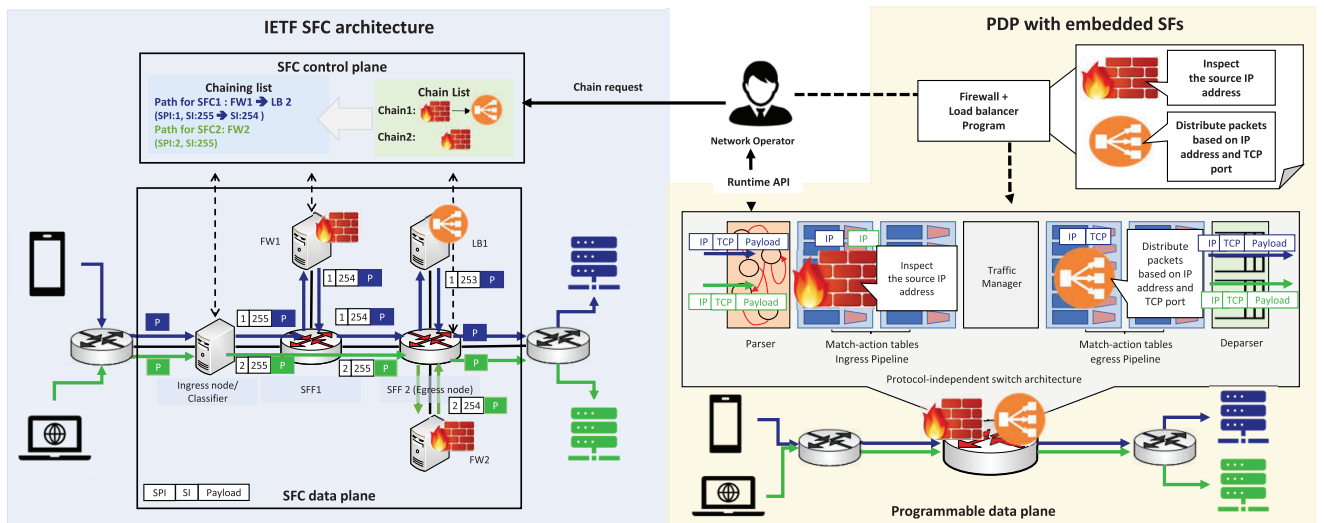 IETF SFC architecture
SFC control plane
Chaining list
Path for SFC1 : FW1 ➔ LB 2
(SPI:1, SI:255 ➔ SI:254 )
Path for SFC2: FW2
(SPI:2, SI:255)
Chain List
Chain1:
Chain2:
Chain request
Network Operator
Runtime API
FW1
LB1
1 254 P
1 253 P
P
1 255 P
1 254 P
P
P
2 255 P
2 255 P
P
Ingress node/
Classifier
SFF1
SFF 2 (Egress node)
2 254 P
FW2
SPI SI Payload
SFC data plane
PDP with embedded SFs
Firewall +
Load balancer
Program
Inspect
the source IP
address
Distribute packets
based on IP
address and TCP
port
IP TCP Payload
IP TCP Payload
IP IP
Inspect
the source IP
address
Traffic
Manager
IP TCP
Distribute
packets
based on IP
address and
TCP port
IP TCP Payload
IP TCP Payload
Parser
Match-action tables
Ingress Pipeline
Match-action tables
egress Pipeline
Deparser
Protocol-independent switch architecture
Programmable data plane